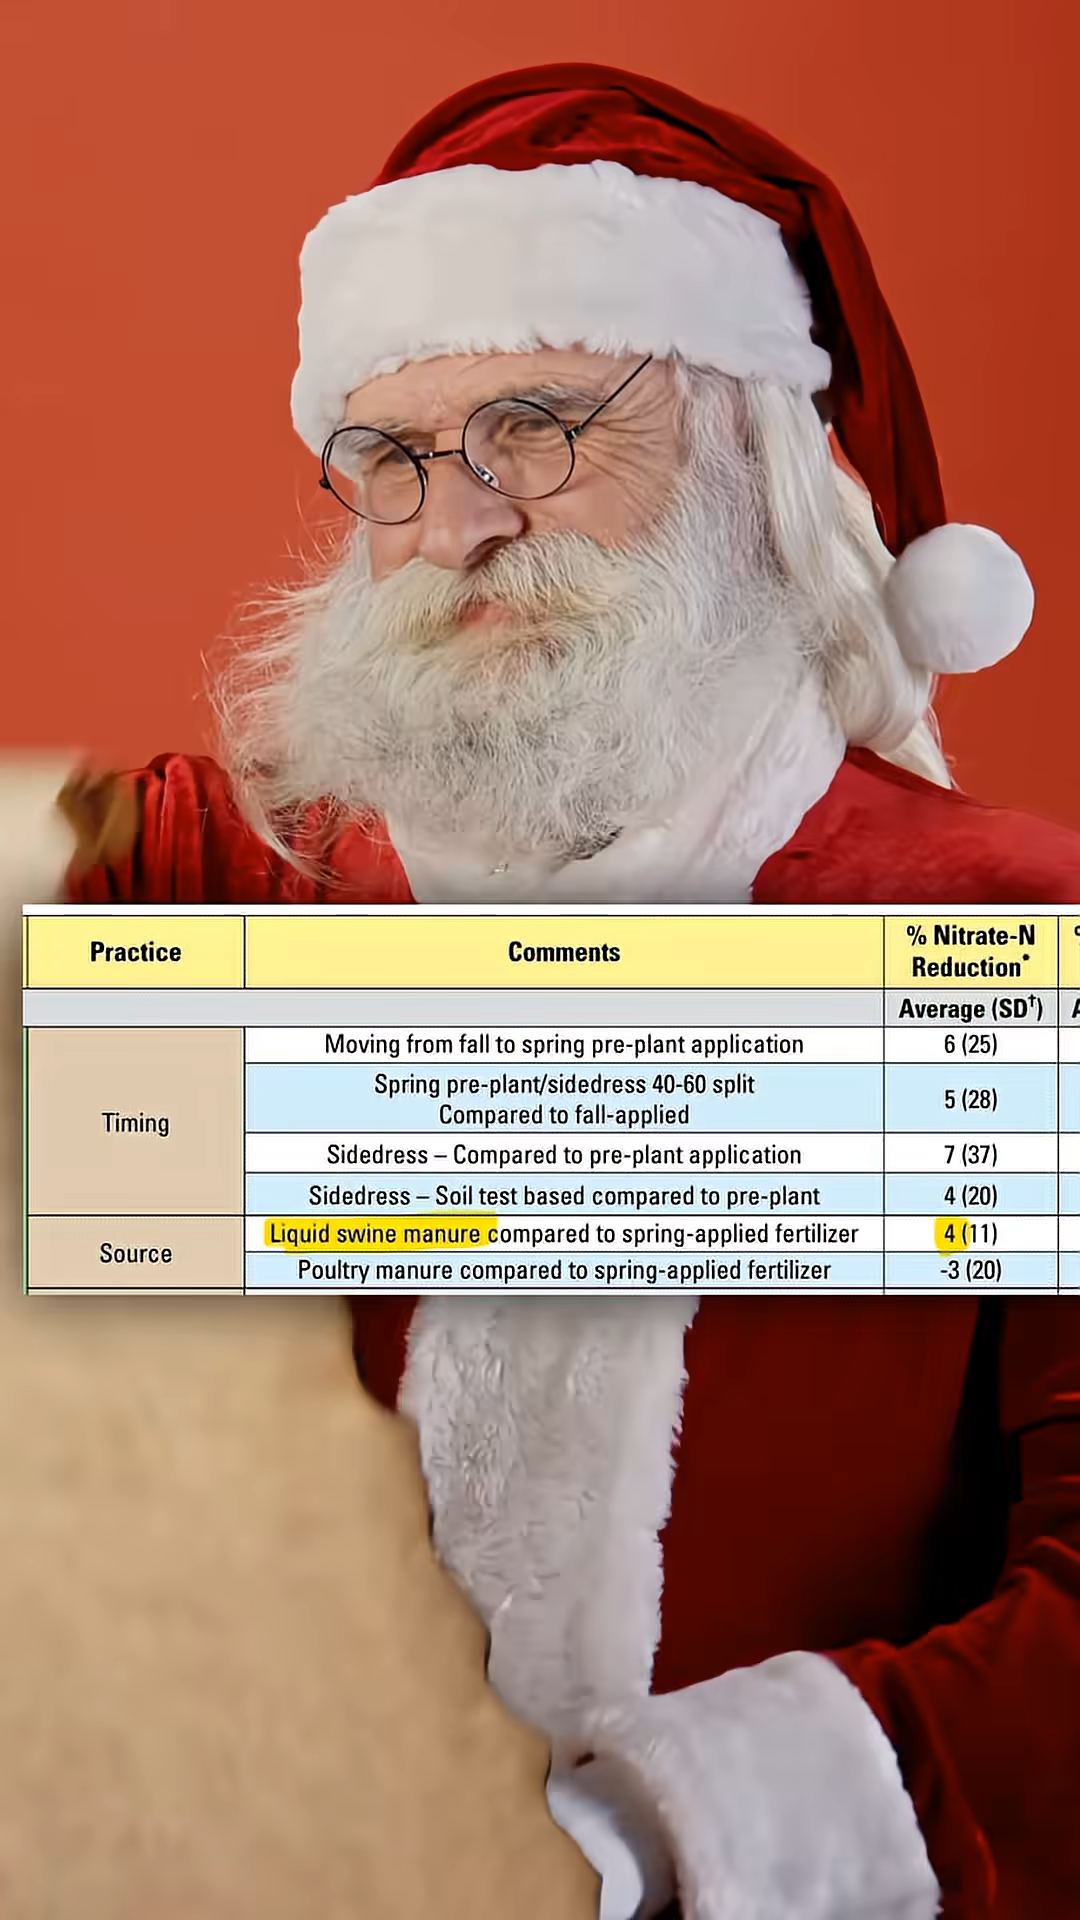 Practice Comments % Nitrate-N Reduction*
Average (SD†)
Timing
Moving from fall to spring pre-plant application 6 (25)
Spring pre-plant/sidedress 40-60 split
Compared to fall-applied 5 (28)
Sidedress – Compared to pre-plant application 7 (37)
Sidedress – Soil test based compared to pre-plant 4 (20)
Source
Liquid swine manure compared to spring-applied fertilizer 4 (11)
Poultry manure compared to spring-applied fertilizer -3 (20)